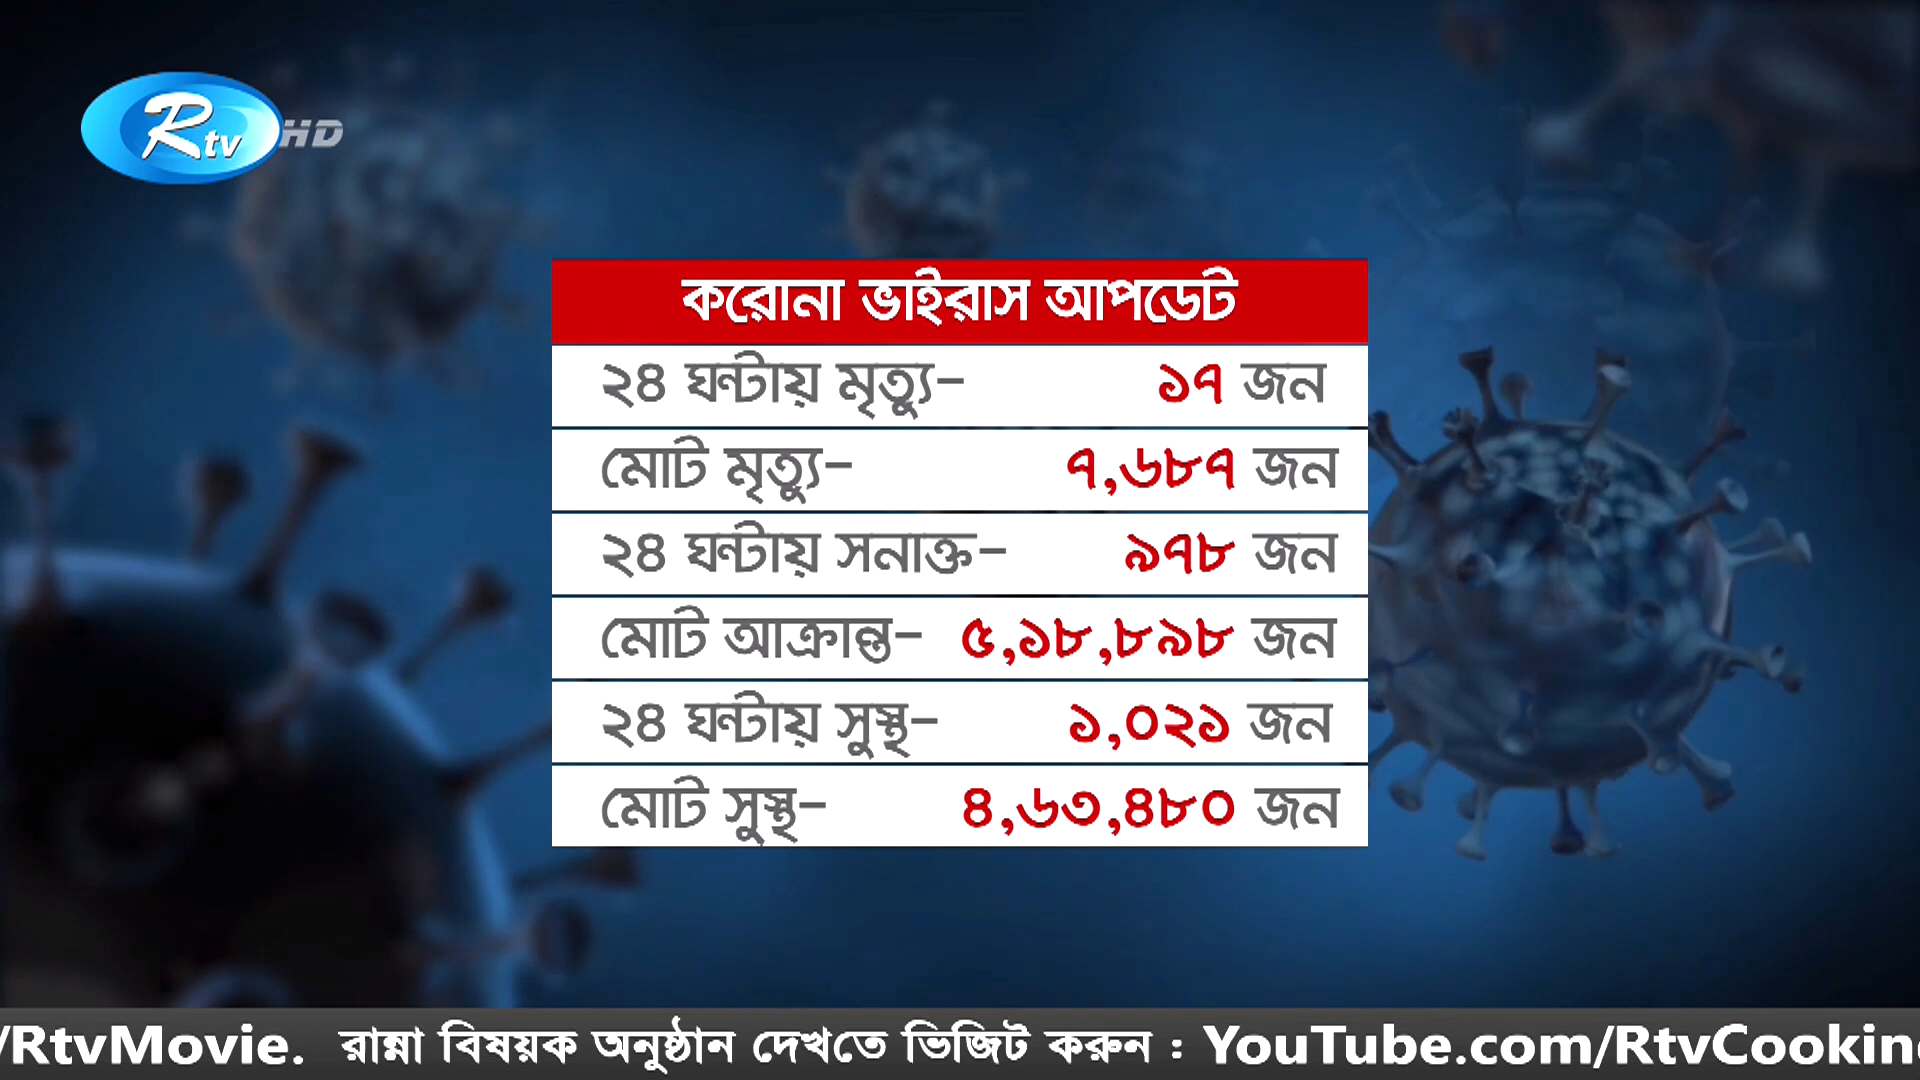 Rtv HD
করোনা ভাইরাস আপডেট
২৪ ঘন্টায় মৃত্যু- ১৭ জন
মোট মৃত্যু- ৭,৬৮৭ জন
২৪ ঘন্টায় সনাক্ত- ৯৭৮ জন
মোট আক্রান্ত- ৫,১৮,৮৯৮ জন
২৪ ঘন্টায় সুস্থ- ১,০২১ জন
মোট সুস্থ- ৪,৬৩,৪৮০ জন
/RtvMovie. রান্না বিষয়ক অনুষ্ঠান দেখতে ভিজিট করুন : YouTube.com/RtvCookin